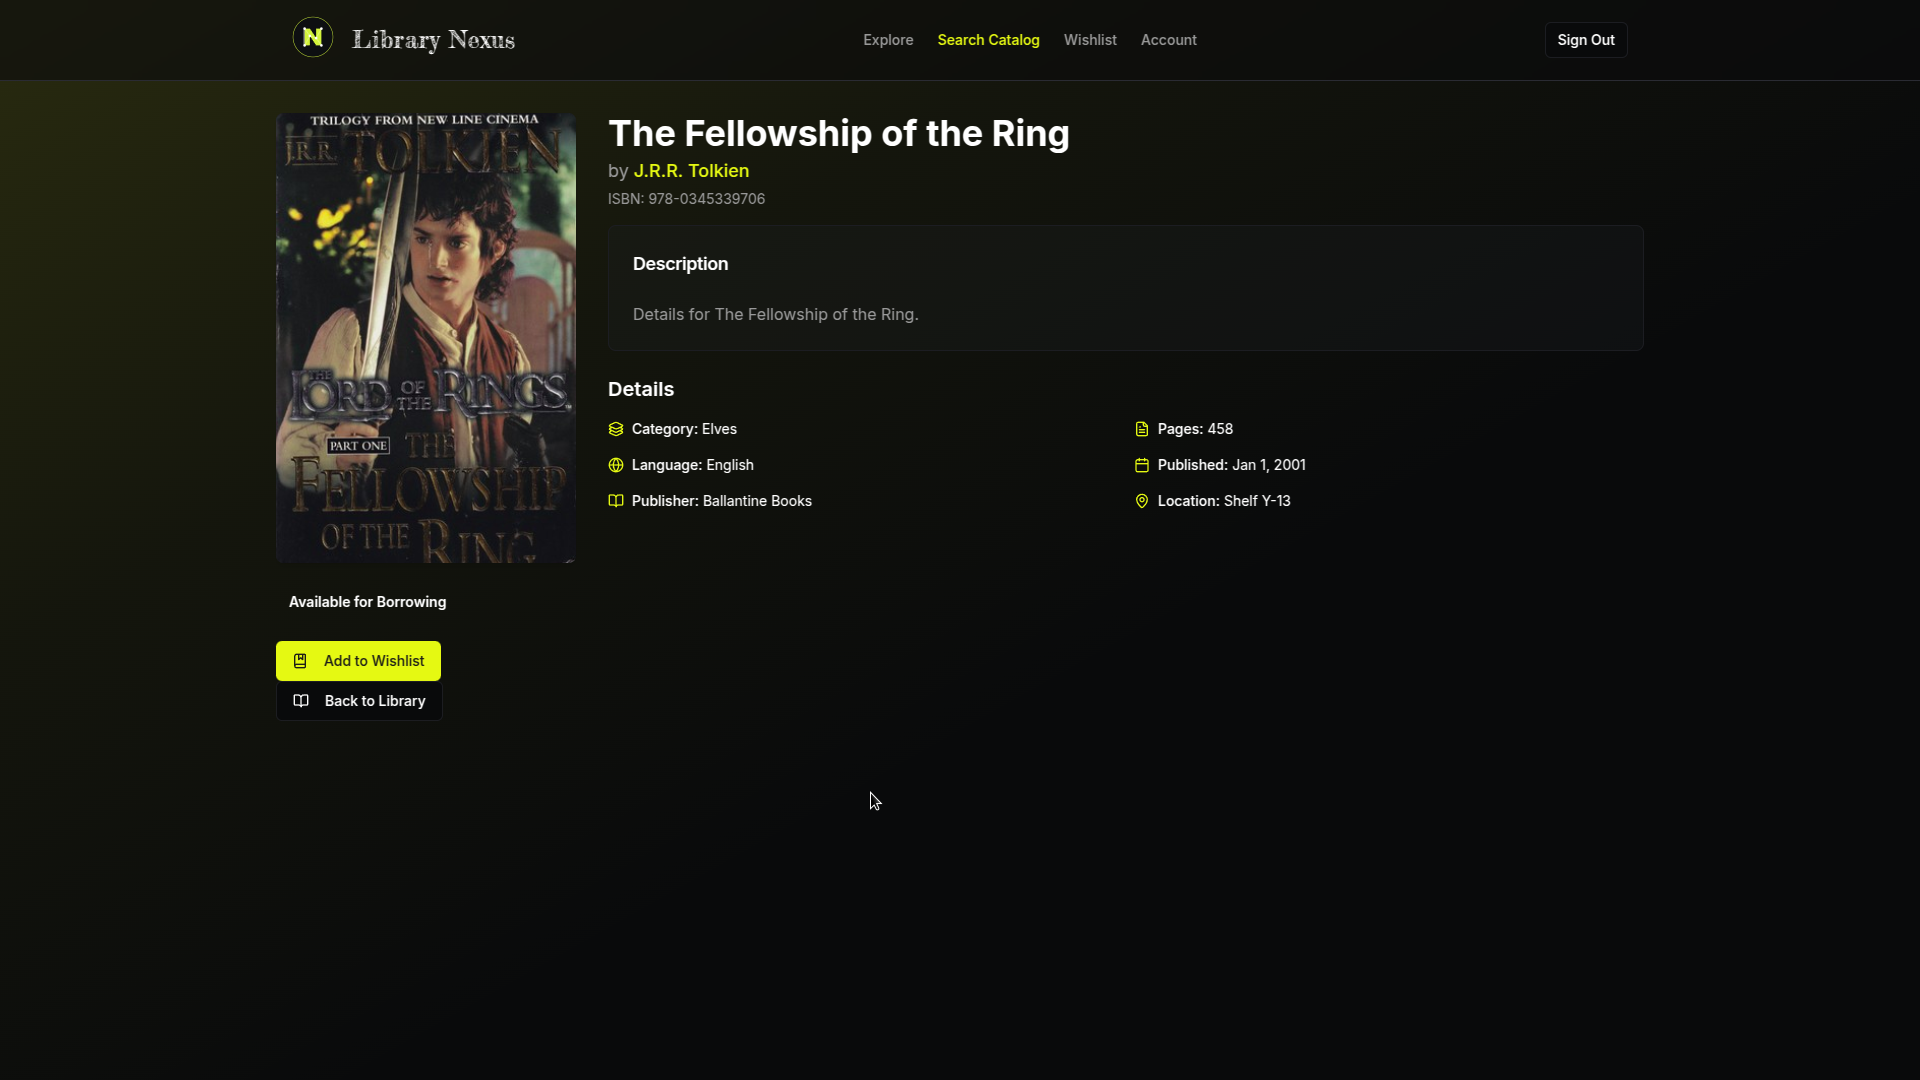 N
Library Nexus
Explore
Search Catalog
Wishlist
Account
Sign Out
TRILOGY FROM NEW LINE CINEMA
J.R.R. TOLKIEN
THE
LORD OF THE RINGS
PART ONE
THE
FELLOWSHIP
OF THE RING
Available for Borrowing
Add to Wishlist
Back to Library
The Fellowship of the Ring
by J.R.R. Tolkien
ISBN: 978-0345339706
Description
Details for The Fellowship of the Ring.
Details
Category: Elves
Pages: 458
Language: English
Published: Jan 1, 2001
Publisher: Ballantine Books
Location: Shelf Y-13